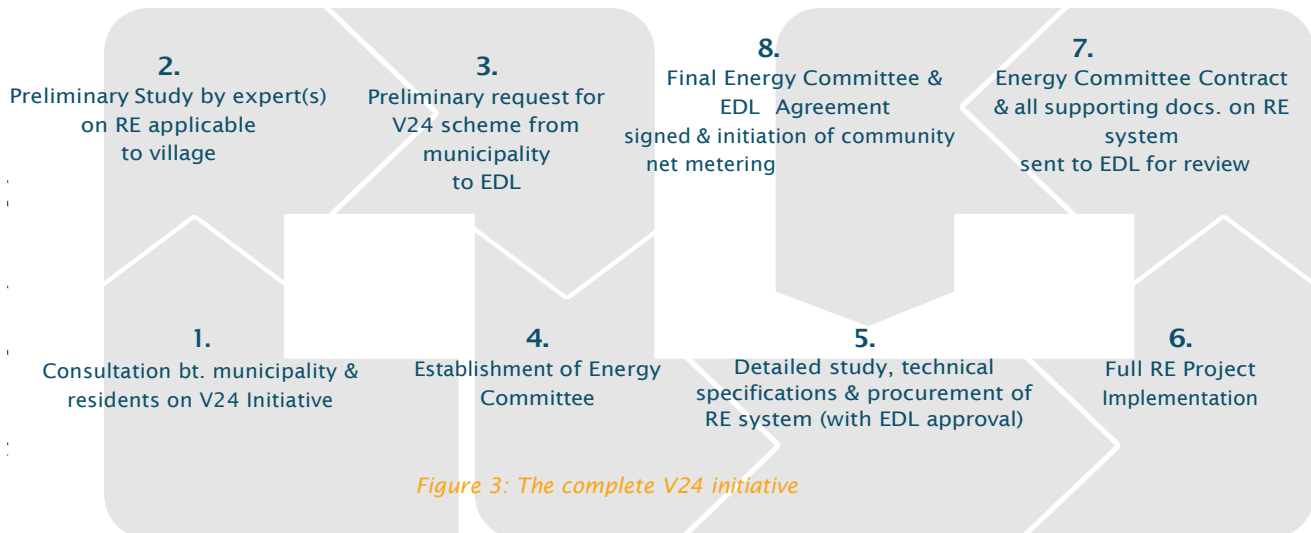 2.
Preliminary Study by expert(s)
on RE applicable
to village
3.
Preliminary request for
V24 scheme from
municipality
to EDL
8.
Final Energy Committee &
EDL Agreement
signed & initiation of community
net metering
7.
Energy Committee Contract
& all supporting docs. on RE
system
sent to EDL for review
1.
Consultation bt. municipality &
residents on V24 Initiative
4.
Establishment of Energy
Committee
5.
Detailed study, technical
specifications & procurement of
RE system (with EDL approval)
6.
Full RE Project
Implementation
Figure 3: The complete V24 initiative